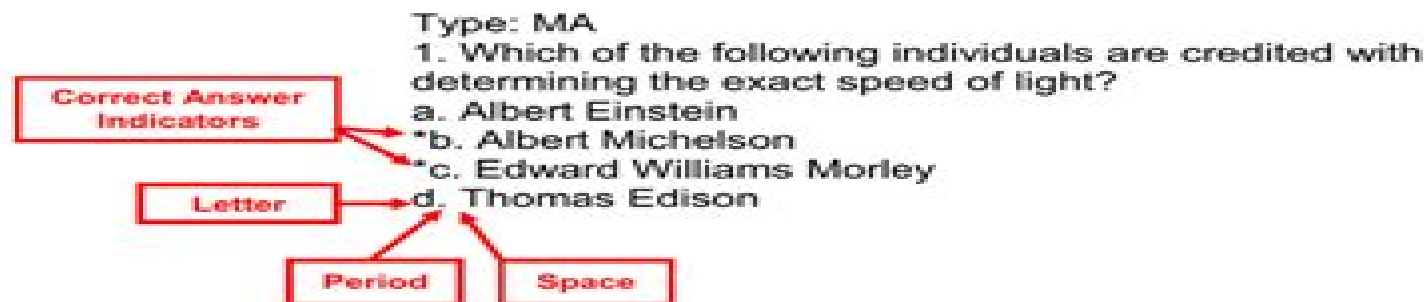 Type: MA
1. Which of the following individuals are credited with
determining the exact speed of light?
Correct Answer
Indicators
a. Albert Einstein
*b. Albert Michelson
*c. Edward Williams Morley
Letter
d. Thomas Edison
Period
Space